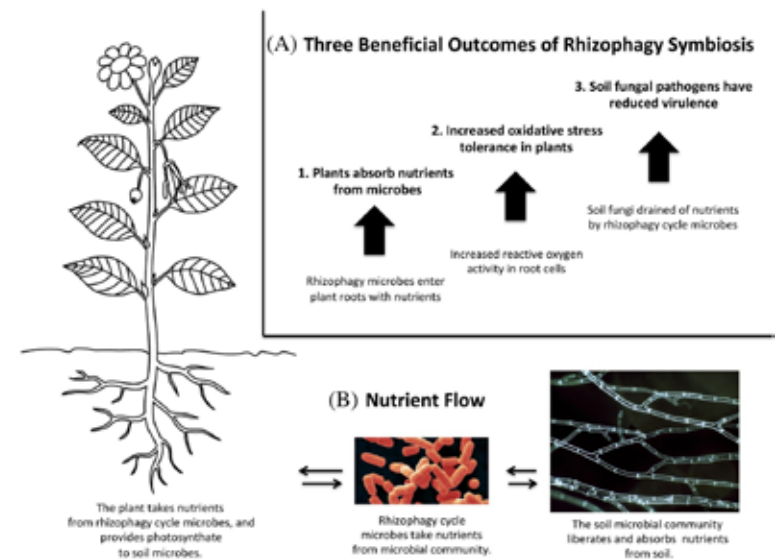 (A) Three Beneficial Outcomes of Rhizophagy Symbiosis
3. Soil fungal pathogens have
reduced virulence
2. Increased oxidative stress
tolerance in plants
1. Plants absorb nutrients
from microbes
Soil fungi drained of nutrients
by rhizophagy cycle microbes
Increased reactive oxygen
activity in root cells
Rhizophagy microbes enter
plant roots with nutrients
(B) Nutrient Flow
The plant takes nutrients
from rhizophagy cycle microbes, and
provides photosynthate
to soil microbes.
Rhizophagy cycle
microbes take nutrients
from microbial community.
The soil microbial community
liberates and absorbs nutrients
from soil.